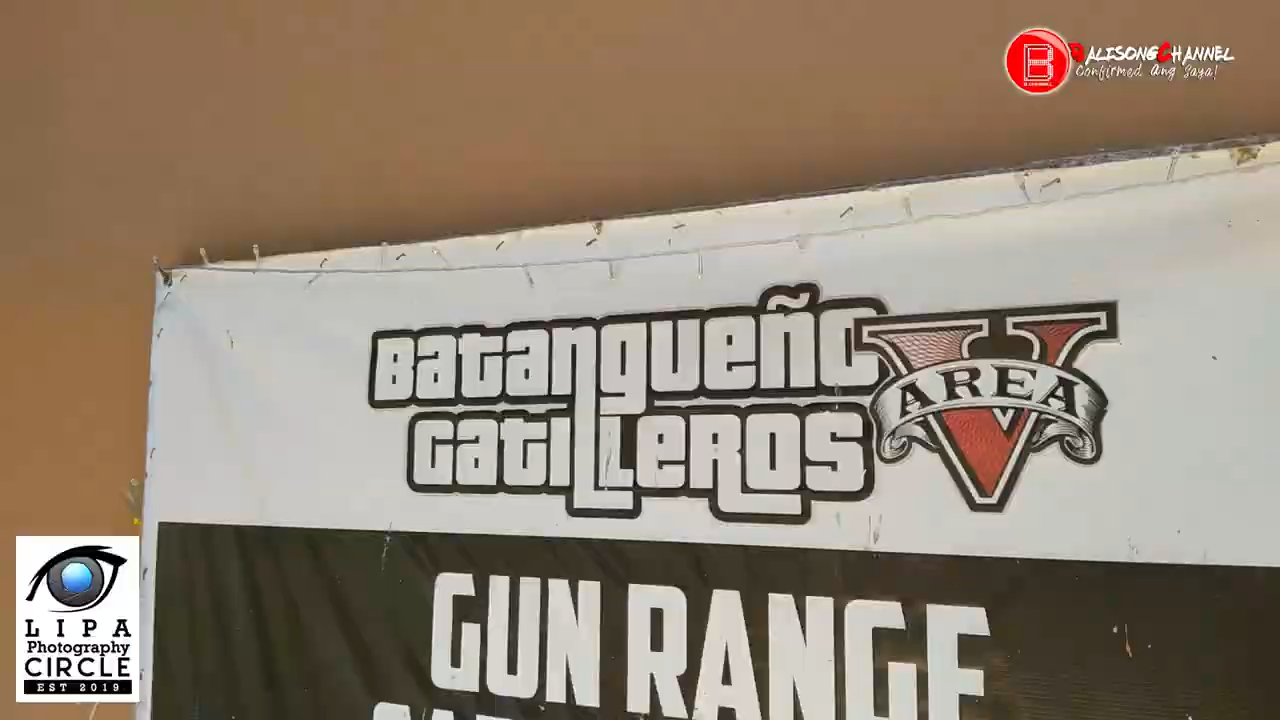 BALISONGCHANNEL
Confirmed Ang Saya!
Batangueño
Gatilleros
AREA
V
GUN RANGE
LIPA
Photography
CIRCLE
EST 2019